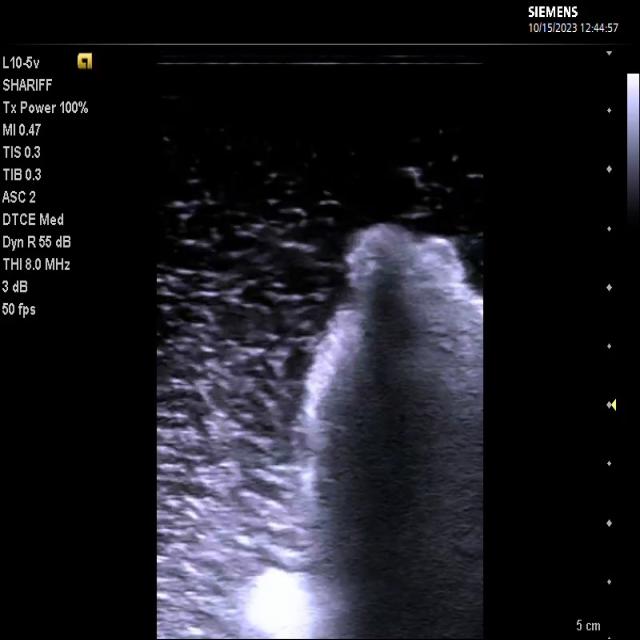 SIEMENS
10/15/2023 12:44:57
L10-5v
SHARIFF
Tx Power 100%
MI 0.47
TIS 0.3
TIB 0.3
ASC 2
DTCE Med
Dyn R 55 dB
THI 8.0 MHz
3 dB
50 fps
5 cm